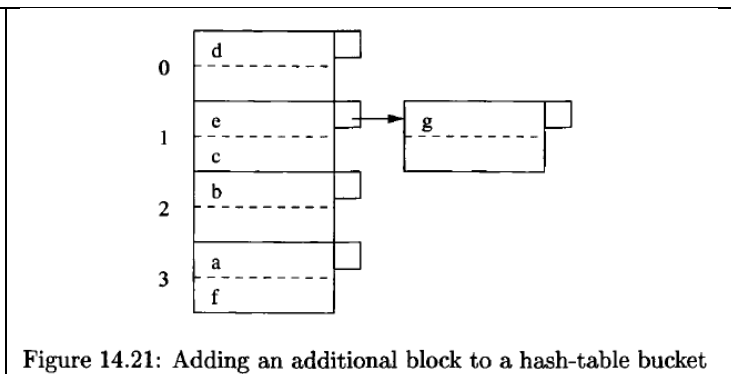 d
0
e
g
1
c
b
2
a
3
f
Figure 14.21: Adding an additional block to a hash-table bucket